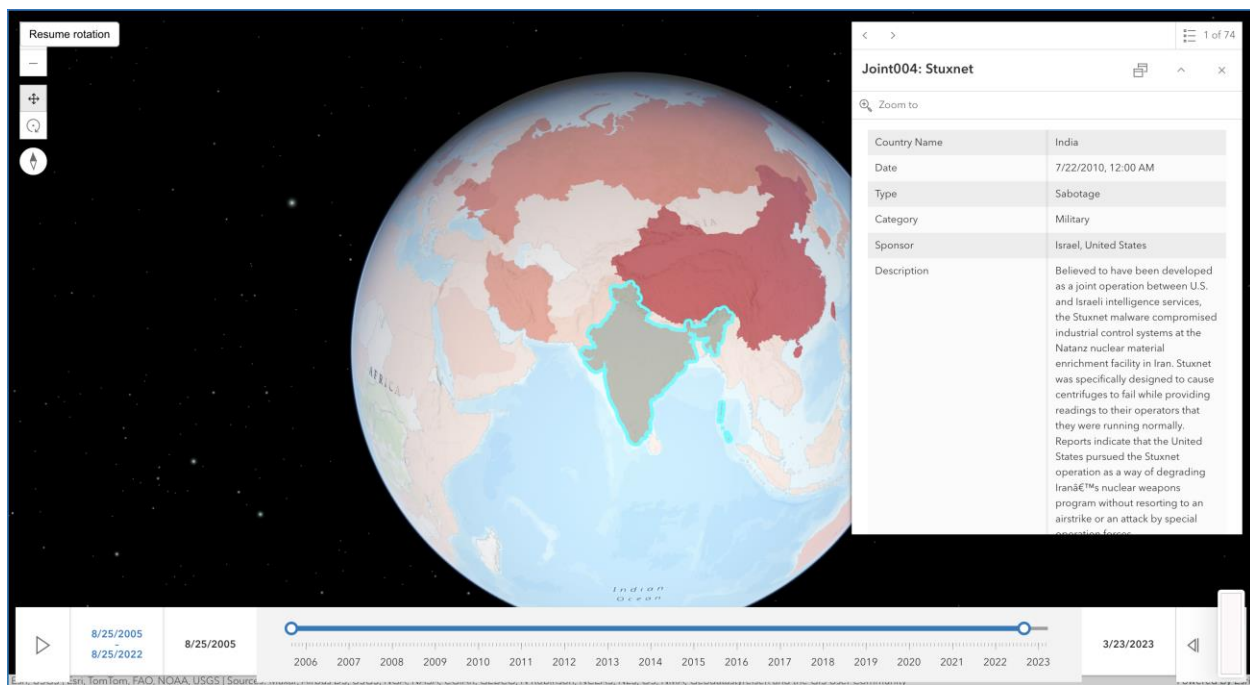 Resume rotation
1 of 74
Joint004: Stuxnet
Zoom to
Country Name India
Date 7/22/2010, 12:00 AM
Type Sabotage
Category Military
Sponsor Israel, United States
Description Believed to have been developed
as a joint operation between U.S.
and Israeli intelligence services,
the Stuxnet malware compromised
industrial control systems at the
Natanz nuclear material
enrichment facility in Iran. Stuxnet
was specifically designed to cause
centrifuges to fail while providing
readings to their operators that
they were running normally.
Reports indicate that the United
States pursued the Stuxnet
operation as a way of degrading
Iranâ€™s nuclear weapons
program without resorting to an
airstrike or an attack by special
operation forces
AFRICA
Indian
Ocean
8/25/2005
-
8/25/2022
8/25/2005
2006 2007 2008 2009 2010 2011 2012 2013 2014 2015 2016 2017 2018 2019 2020 2021 2022 2023
3/23/2023
Esri, TomTom, FAO, NOAA, USGS | Sources: